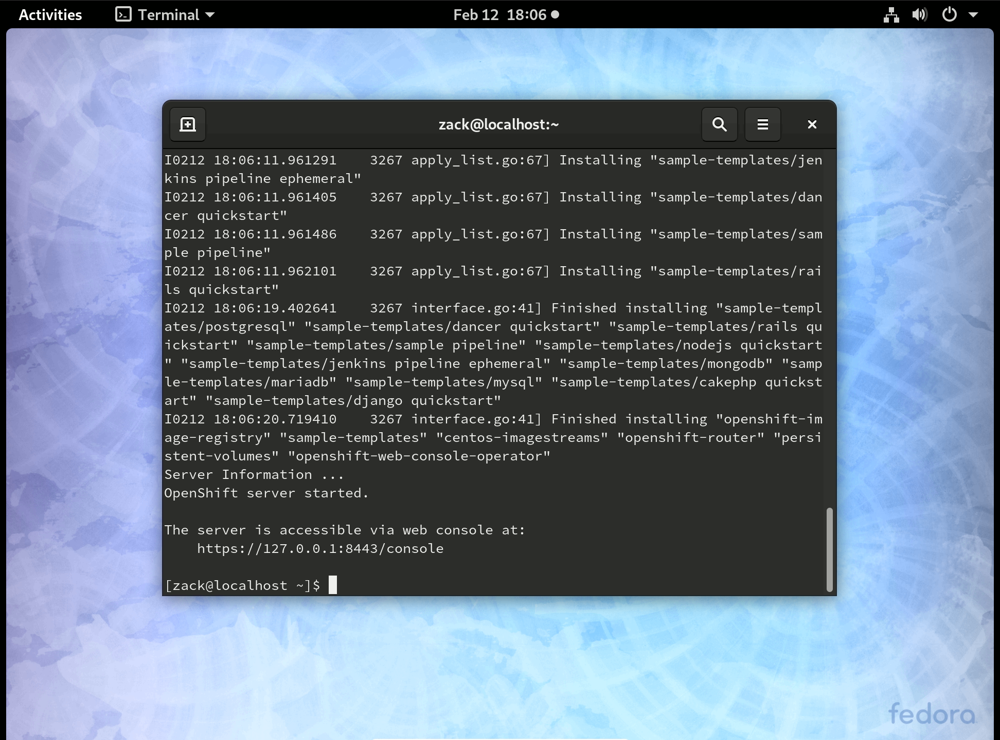 Activities Terminal Feb 12 18:06
zack@localhost:~
I0212 18:06:11.961291    3267 apply_list.go:67] Installing "sample-templates/jen
kins pipeline ephemeral"
I0212 18:06:11.961405    3267 apply_list.go:67] Installing "sample-templates/dan
cer quickstart"
I0212 18:06:11.961486    3267 apply_list.go:67] Installing "sample-templates/sam
ple pipeline"
I0212 18:06:11.962101    3267 apply_list.go:67] Installing "sample-templates/rai
ls quickstart"
I0212 18:06:19.402641    3267 interface.go:41] Finished installing "sample-templ
ates/postgresql" "sample-templates/dancer quickstart" "sample-templates/rails qu
ickstart" "sample-templates/sample pipeline" "sample-templates/nodejs quickstart
" "sample-templates/jenkins pipeline ephemeral" "sample-templates/mongodb" "samp
le-templates/mariadb" "sample-templates/mysql" "sample-templates/cakephp quickst
art" "sample-templates/django quickstart"
I0212 18:06:20.719410    3267 interface.go:41] Finished installing "openshift-im
age-registry" "sample-templates" "centos-imagestreams" "openshift-router" "persi
stent-volumes" "openshift-web-console-operator"
Server Information ...
OpenShift server started.
The server is accessible via web console at:
    https://127.0.0.1:8443/console
[zack@localhost ~]$
fedora